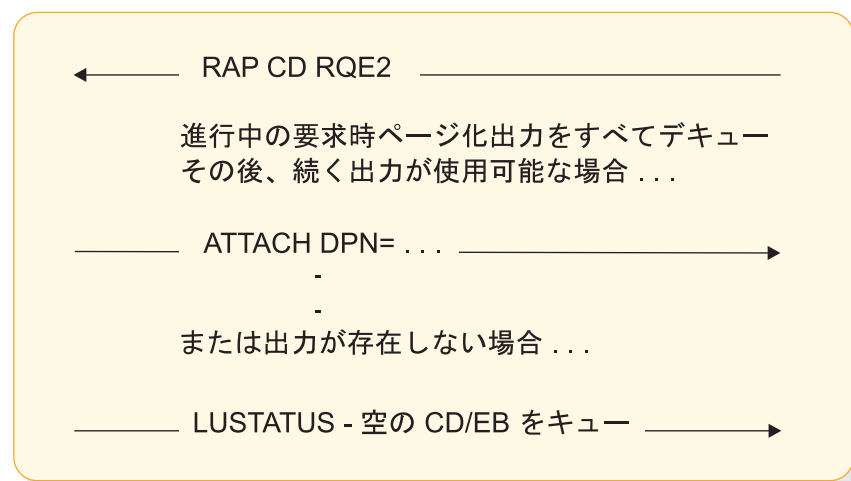 RAP CD RQE2
進行中の要求時ページ化出力をすべてデキュー
その後、続く出力が使用可能な場合 . . .
ATTACH DPN= . . .
-
-
または出力が存在しない場合 . . .
LUSTATUS - 空の CD/EB をキュー